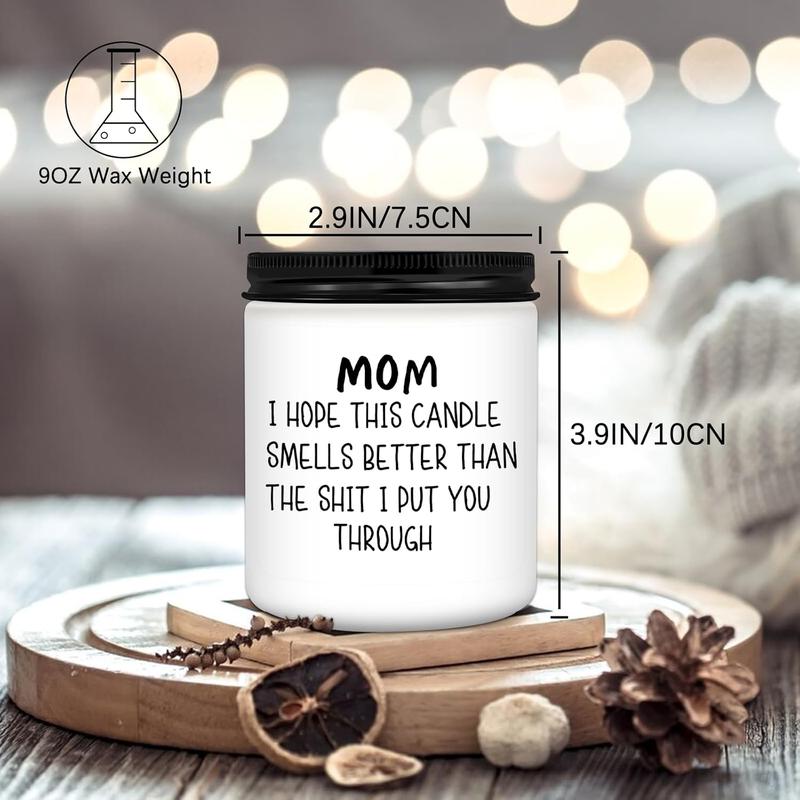 9OZ Wax Weight
2.9IN/7.5CN
MOM
I HOPE THIS CANDLE
SMELLS BETTER THAN
THE SHIT I PUT YOU
THROUGH
3.9IN/10CN